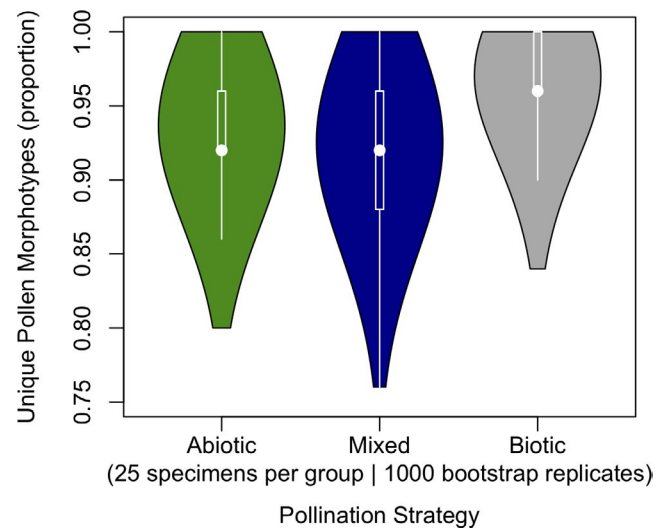 Unique Pollen Morphotypes (proportion)
1.00
0.95
0.90
0.85
0.80
0.75
Abiotic Mixed Biotic
(25 specimens per group | 1000 bootstrap replicates)
Pollination Strategy